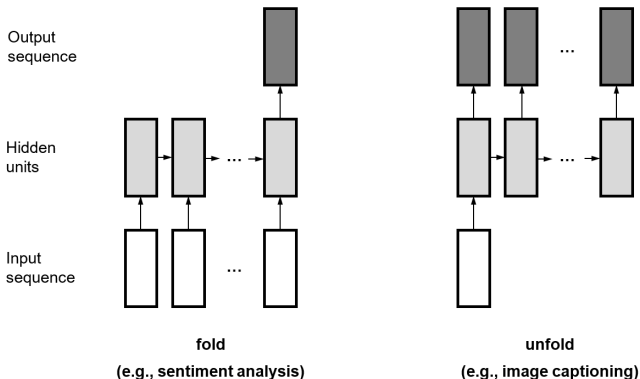 Output
sequence
...
Hidden
units
...
...
Input
sequence
...
fold
(e.g., sentiment analysis)
unfold
(e.g., image captioning)